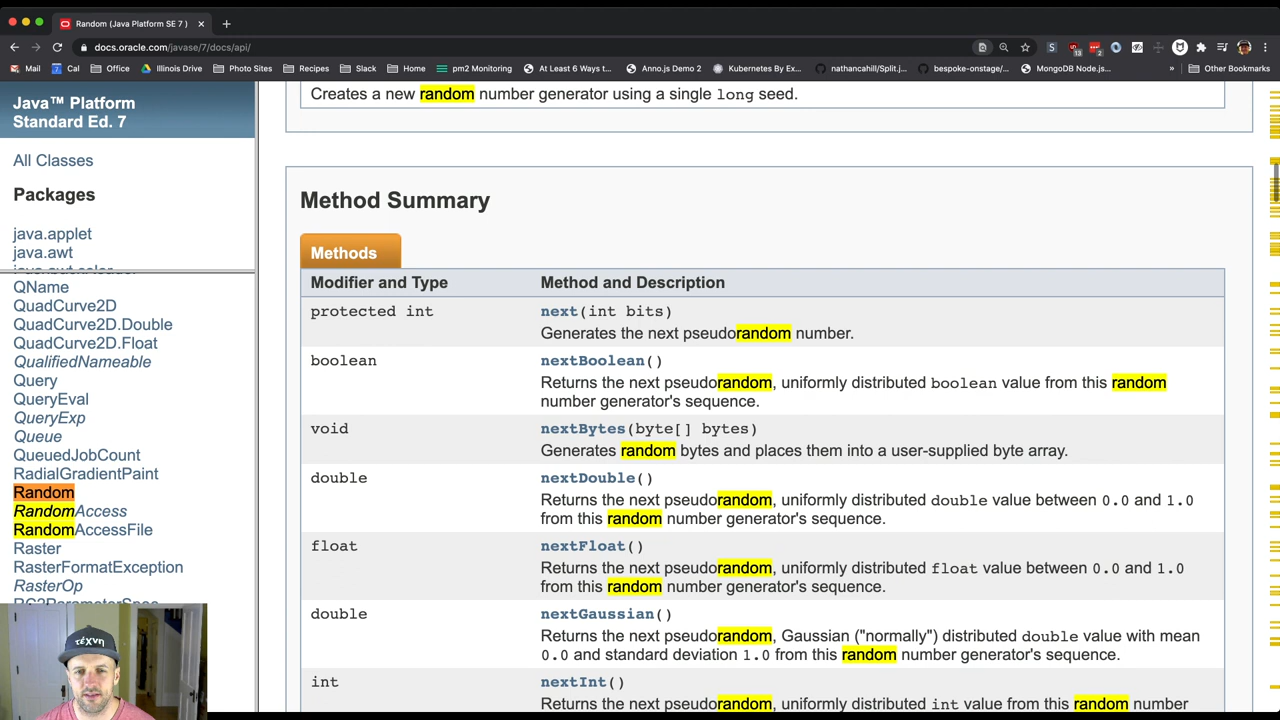 Random (Java Platform SE 7 )
docs.oracle.com/javase/7/docs/api/
Mail
Cal
Office
Illinois Drive
Photo Sites
Recipes
Slack
Home
pm2 Monitoring
At Least 6 Ways t...
Anno.js Demo 2
Kubernetes By Ex...
nathancahill/Split.j...
bespoke-onstage/...
MongoDB Node.js...
»
Other Bookmarks
Java™ Platform
Standard Ed. 7
All Classes
Packages
java.applet
java.awt
QName
QuadCurve2D
QuadCurve2D.Double
QuadCurve2D.Float
QualifiedNameable
Query
QueryEval
QueryExp
Queue
QueuedJobCount
RadialGradientPaint
Random
RandomAccess
RandomAccessFile
Raster
RasterFormatException
RasterOp
τέχνη
Creates a new random number generator using a single long seed.
Method Summary
Methods
Modifier and Type Method and Description
protected int next(int bits)
Generates the next pseudorandom number.
boolean nextBoolean()
Returns the next pseudorandom, uniformly distributed boolean value from this random
number generator's sequence.
void nextBytes(byte[] bytes)
Generates random bytes and places them into a user-supplied byte array.
double nextDouble()
Returns the next pseudorandom, uniformly distributed double value between 0.0 and 1.0
from this random number generator's sequence.
float nextFloat()
Returns the next pseudorandom, uniformly distributed float value between 0.0 and 1.0
from this random number generator's sequence.
double nextGaussian()
Returns the next pseudorandom, Gaussian ("normally") distributed double value with mean
0.0 and standard deviation 1.0 from this random number generator's sequence.
int nextInt()
Returns the next pseudorandom, uniformly distributed int value from this random number